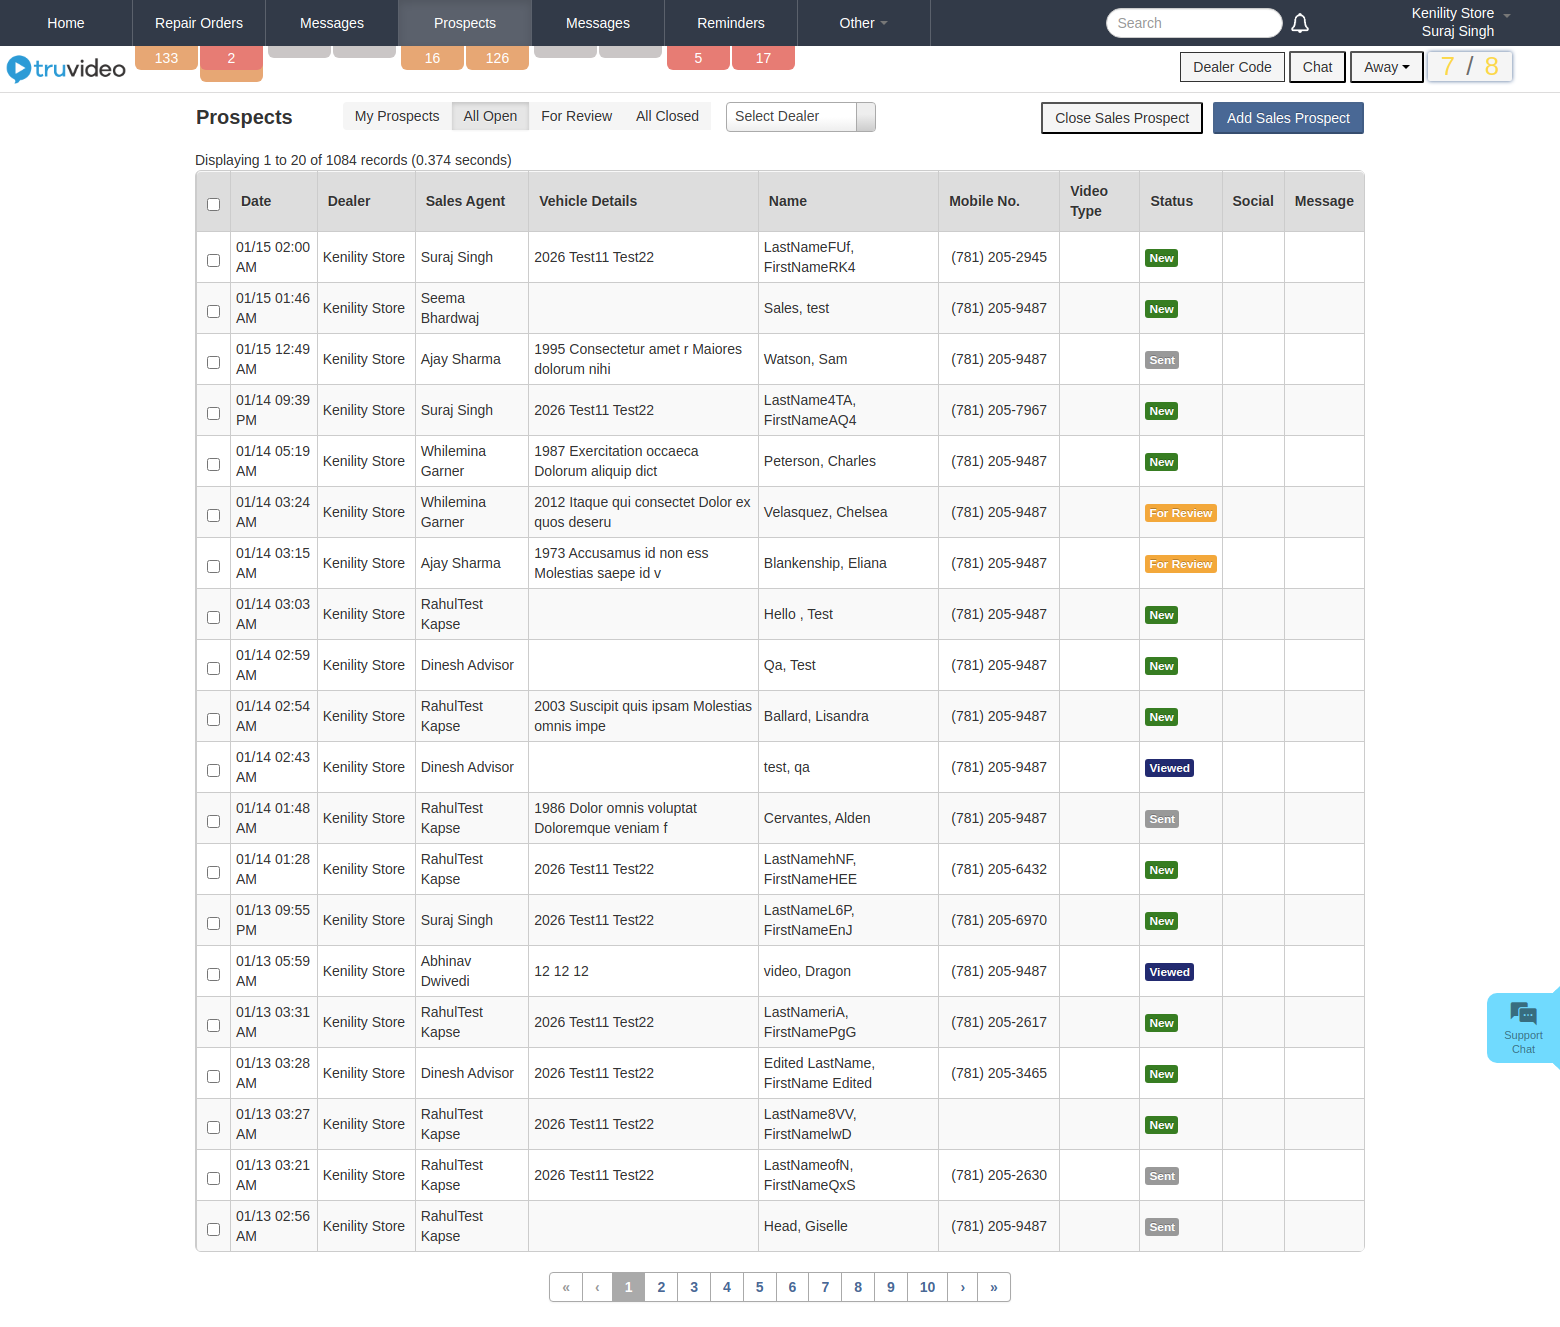 Home Repair Orders Messages Prospects Messages Reminders Other Search Kenility Store
Suraj Singh
truvideo 133 2 16 126 5 17 Dealer Code Chat Away 7 / 8
Prospects My Prospects All Open For Review All Closed Select Dealer Close Sales Prospect Add Sales Prospect
Displaying 1 to 20 of 1084 records (0.374 seconds)
Date Dealer Sales Agent Vehicle Details Name Mobile No. Video Type Status Social Message
01/15 02:00 AM Kenility Store Suraj Singh 2026 Test11 Test22 LastNameFUf, FirstNameRK4 (781) 205-2945 New
01/15 01:46 AM Kenility Store Seema Bhardwaj Sales, test (781) 205-9487 New
01/15 12:49 AM Kenility Store Ajay Sharma 1995 Consectetur amet r Maiores dolorum nihi Watson, Sam (781) 205-9487 Sent
01/14 09:39 PM Kenility Store Suraj Singh 2026 Test11 Test22 LastName4TA, FirstNameAQ4 (781) 205-7967 New
01/14 05:19 AM Kenility Store Whilemina Garner 1987 Exercitation occaeca Dolorum aliquip dict Peterson, Charles (781) 205-9487 New
01/14 03:24 AM Kenility Store Whilemina Garner 2012 Itaque qui consectet Dolor ex quos deseru Velasquez, Chelsea (781) 205-9487 For Review
01/14 03:15 AM Kenility Store Ajay Sharma 1973 Accusamus id non ess Molestias saepe id v Blankenship, Eliana (781) 205-9487 For Review
01/14 03:03 AM Kenility Store RahulTest Kapse Hello , Test (781) 205-9487 New
01/14 02:59 AM Kenility Store Dinesh Advisor Qa, Test (781) 205-9487 New
01/14 02:54 AM Kenility Store RahulTest Kapse 2003 Suscipit quis ipsam Molestias omnis impe Ballard, Lisandra (781) 205-9487 New
01/14 02:43 AM Kenility Store Dinesh Advisor test, qa (781) 205-9487 Viewed
01/14 01:48 AM Kenility Store RahulTest Kapse 1986 Dolor omnis voluptat Doloremque veniam f Cervantes, Alden (781) 205-9487 Sent
01/14 01:28 AM Kenility Store RahulTest Kapse 2026 Test11 Test22 LastNamehNF, FirstNameHEE (781) 205-6432 New
01/13 09:55 PM Kenility Store Suraj Singh 2026 Test11 Test22 LastNameL6P, FirstNameEnJ (781) 205-6970 New
01/13 05:59 AM Kenility Store Abhinav Dwivedi 12 12 12 video, Dragon (781) 205-9487 Viewed
01/13 03:31 AM Kenility Store RahulTest Kapse 2026 Test11 Test22 LastNameriA, FirstNamePgG (781) 205-2617 New
01/13 03:28 AM Kenility Store Dinesh Advisor 2026 Test11 Test22 Edited LastName, FirstName Edited (781) 205-3465 New
01/13 03:27 AM Kenility Store RahulTest Kapse 2026 Test11 Test22 LastName8VV, FirstNamelwD New
01/13 03:21 AM Kenility Store RahulTest Kapse 2026 Test11 Test22 LastNameofN, FirstNameQxS (781) 205-2630 Sent
01/13 02:56 AM Kenility Store RahulTest Kapse Head, Giselle (781) 205-9487 Sent
Support
Chat
« ‹ 1 2 3 4 5 6 7 8 9 10 › »